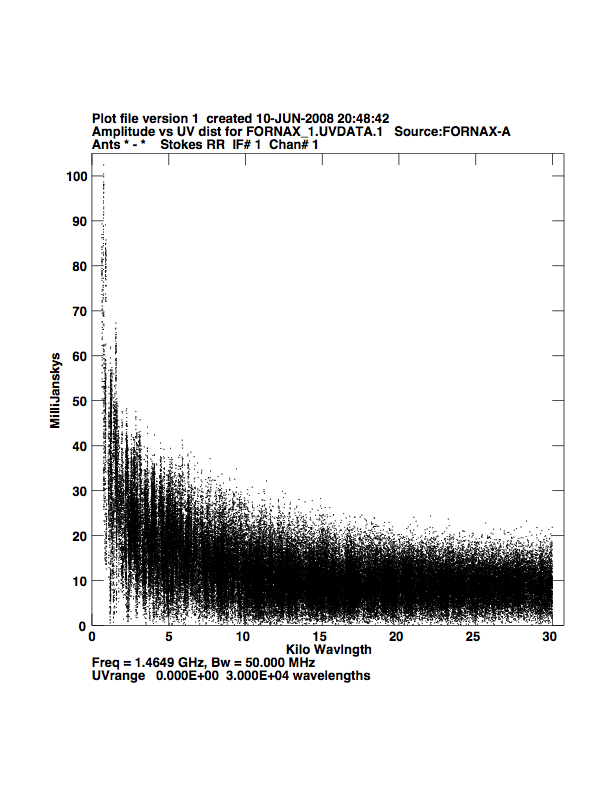 Plot file version 1 created 10-JUN-2008 20:48:42
Amplitude vs UV dist for FORNAX_1.UVDATA.1 Source:FORNAX-A
Ants * - * Stokes RR IF# 1 Chan# 1
100
90
80
70
60
50
40
30
20
10
0
MilliJanskys
0 5 10 15 20 25 30
Kilo Wavlngth
Freq = 1.4649 GHz, Bw = 50.000 MHz
UVrange 0.000E+00 3.000E+04 wavelengths